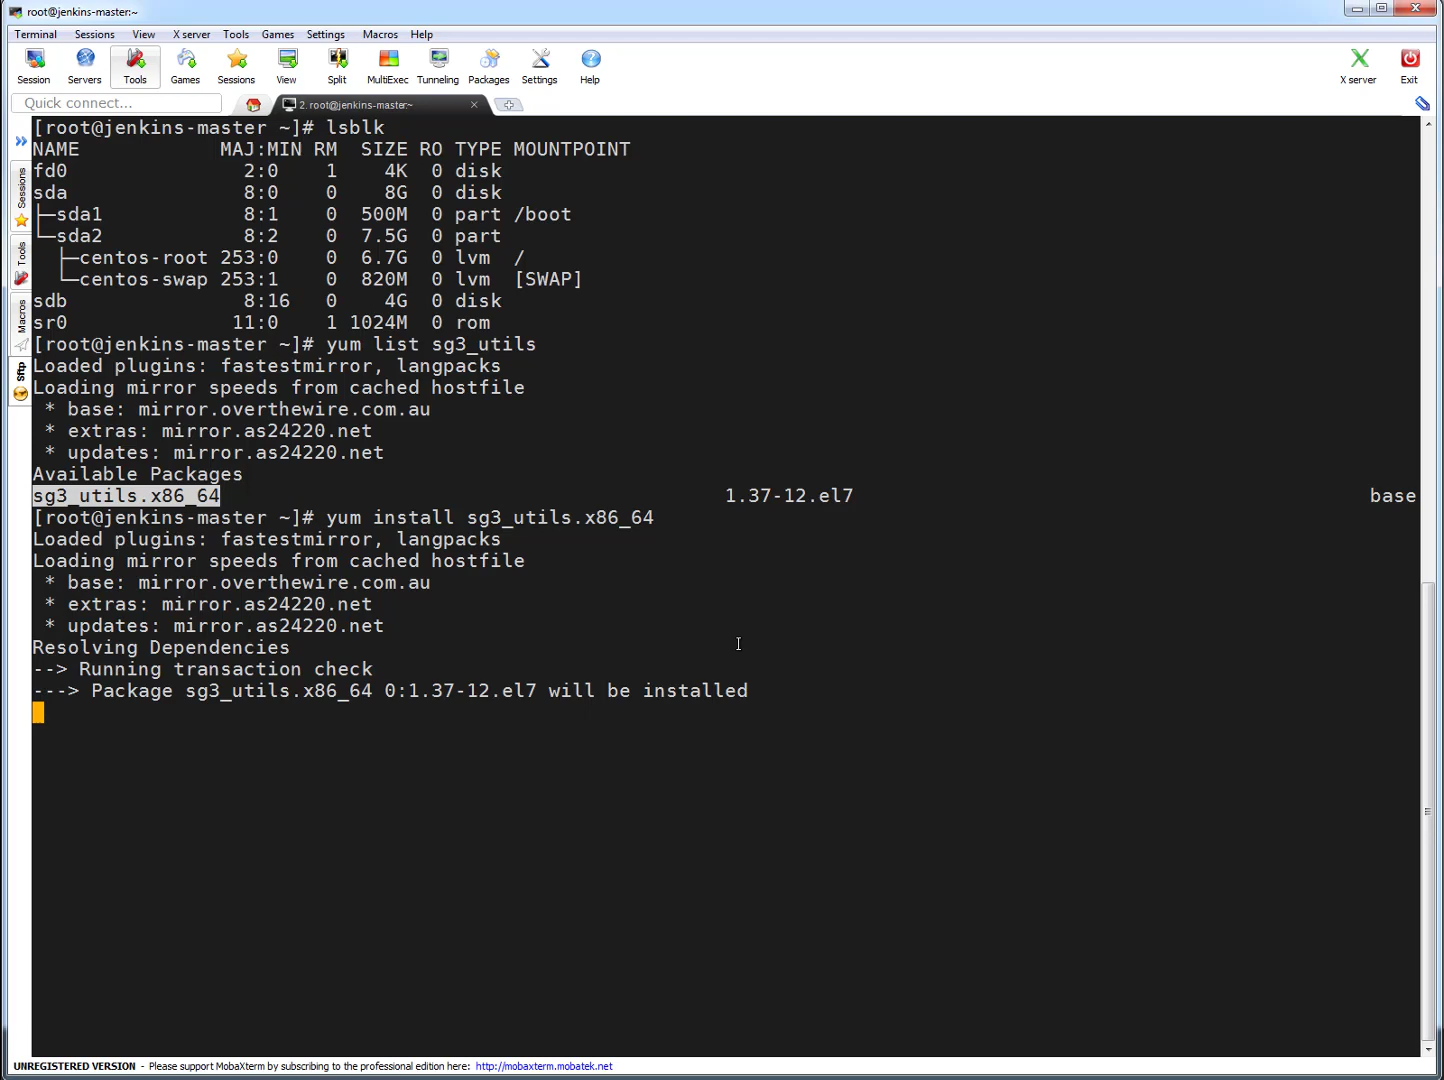 root@jenkins-master:~
Terminal Sessions View X server Tools Games Settings Macros Help
Session Servers Tools Games Sessions View Split MultiExec Tunneling Packages Settings Help X server Exit
Quick connect... 2. root@jenkins-master:~
[root@jenkins-master ~]# lsblk
NAME MAJ:MIN RM SIZE RO TYPE MOUNTPOINT
fd0 2:0 1 4K 0 disk
sda 8:0 0 8G 0 disk
├─sda1 8:1 0 500M 0 part /boot
└─sda2 8:2 0 7.5G 0 part
├─centos-root 253:0 0 6.7G 0 lvm /
└─centos-swap 253:1 0 820M 0 lvm [SWAP]
sdb 8:16 0 4G 0 disk
sr0 11:0 1 1024M 0 rom
[root@jenkins-master ~]# yum list sg3_utils
Loaded plugins: fastestmirror, langpacks
Loading mirror speeds from cached hostfile
* base: mirror.overthewire.com.au
* extras: mirror.as24220.net
* updates: mirror.as24220.net
Available Packages
sg3_utils.x86_64 1.37-12.el7 base
[root@jenkins-master ~]# yum install sg3_utils.x86_64
Loaded plugins: fastestmirror, langpacks
Loading mirror speeds from cached hostfile
* base: mirror.overthewire.com.au
* extras: mirror.as24220.net
* updates: mirror.as24220.net
Resolving Dependencies
--> Running transaction check
---> Package sg3_utils.x86_64 0:1.37-12.el7 will be installed
Sessions
Tools
Macros
Sftp
UNREGISTERED VERSION - Please support MobaXterm by subscribing to the professional edition here: http://mobaxterm.mobatek.net